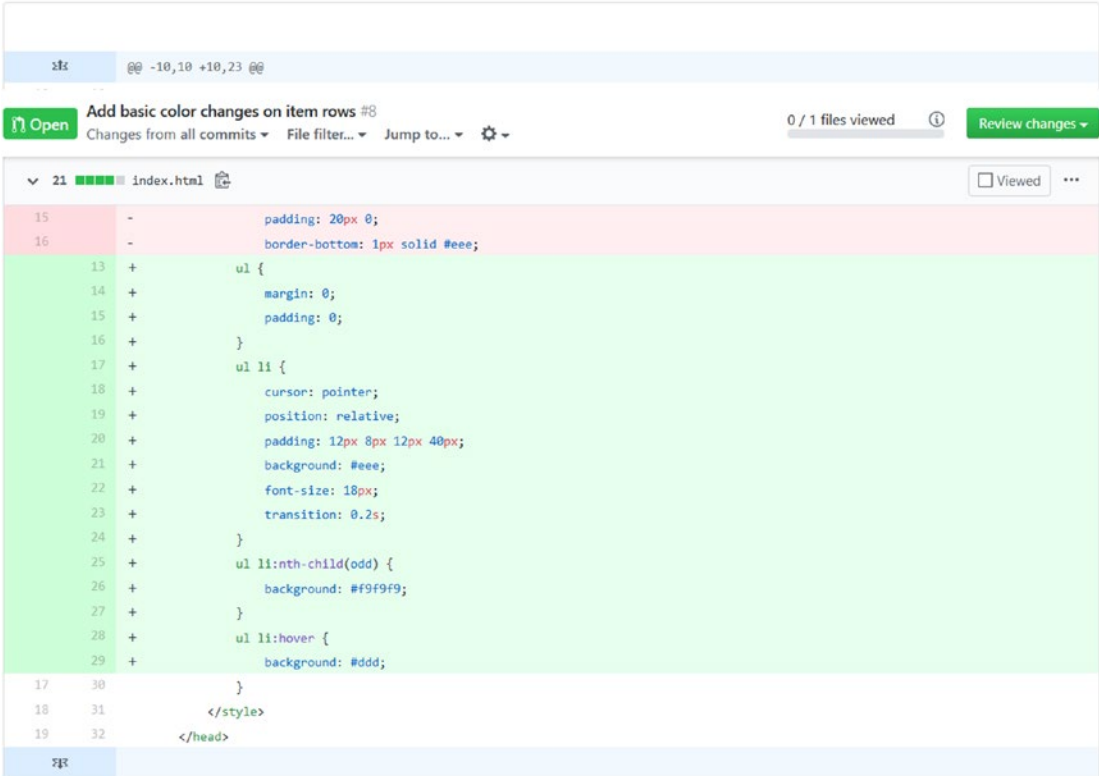 @@ -10,10 +10,23 @@
Open
Add basic color changes on item rows #8
Changes from all commits File filter... Jump to...
0 / 1 files viewed
Review changes
21 index.html
Viewed ...
15 - padding: 20px 0;
16 - border-bottom: 1px solid #eee;
13 + ul {
14 + margin: 0;
15 + padding: 0;
16 + }
17 + ul li {
18 + cursor: pointer;
19 + position: relative;
20 + padding: 12px 8px 12px 40px;
21 + background: #eee;
22 + font-size: 18px;
23 + transition: 0.2s;
24 + }
25 + ul li:nth-child(odd) {
26 + background: #f9f9f9;
27 + }
28 + ul li:hover {
29 + background: #ddd;
17 30 }
18 31 </style>
19 32 </head>